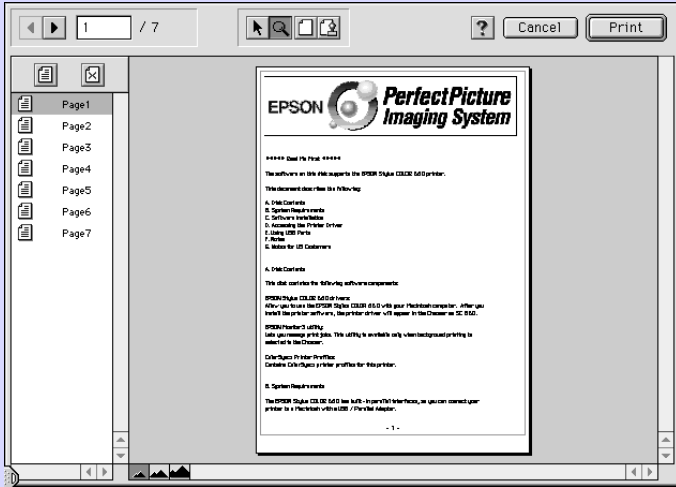 1 / 7
? Cancel Print
Page1
Page2
Page3
Page4
Page5
Page6
Page7
EPSON PerfectPicture
Imaging System
***** Read Me First *****
The software on this disk supports the EPSON Stylus COLOR 660 printer.
This document describes the following:
A. Disk Contents
B. System Requirements
C. Software Installation
D. Accessing the Printer Driver
E. Using USB Ports
F. Notes
G. Notes for US Customers
A. Disk Contents
This disk contains the following software components:
EPSON Stylus COLOR 660 drivers:
Allow you to use the EPSON Stylus COLOR 660 with your Macintosh computer. After you
install the printer software, the printer driver will appear in the Chooser as SC 660.
EPSON Monitor3 utility:
Lets you manage print jobs. This utility is available only when background printing is
selected in the Chooser.
ColorSync Printer Profiles:
Contains ColorSync printer profiles for this printer.
B. System Requirements
The EPSON Stylus COLOR 660 has built-in parallel interfaces, so you can connect your
printer to a Macintosh with a USB / Parallel Adapter.
- 1 -